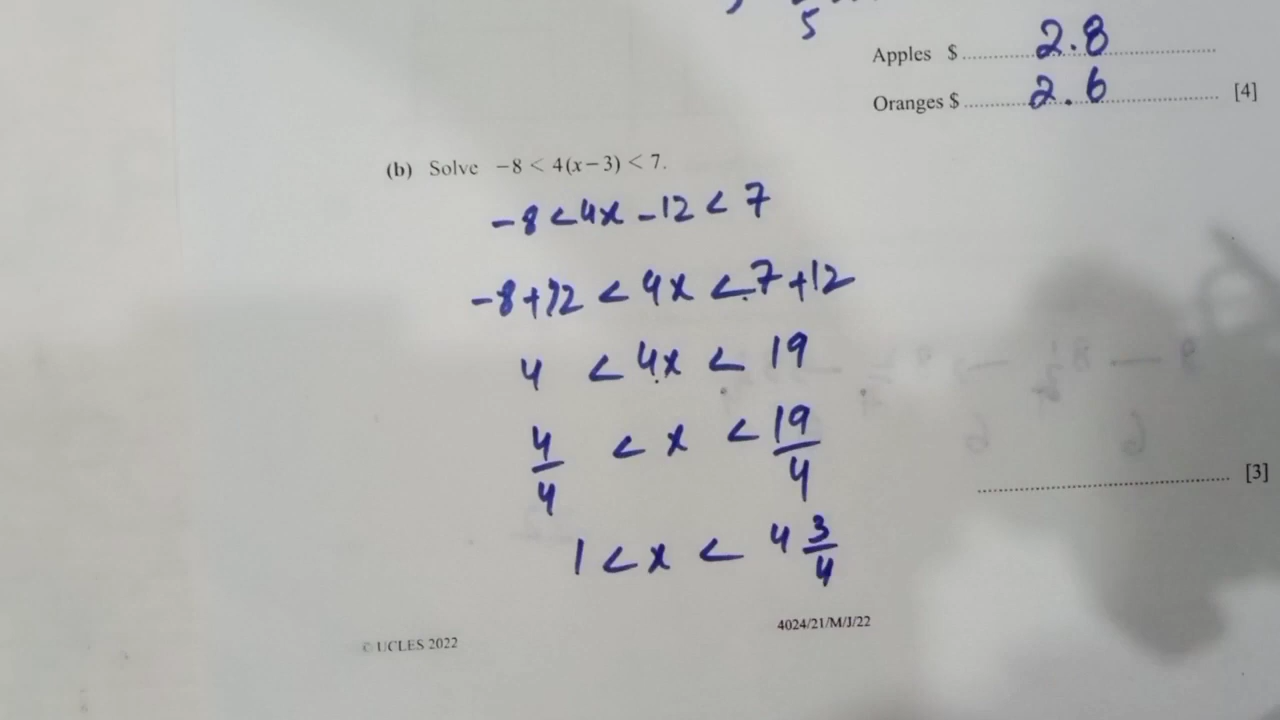 5
Apples $ 2.8
Oranges $ 2.6 [4]
(b) Solve −8 < 4(x−3) < 7.
-8 < 4x - 12 < 7
-8+12 < 4x < 7+12
4 < 4x < 19
4/4 < x < 19/4
1 < x < 4 3/4
[3]
4024/21/M/J/22
© UCLES 2022